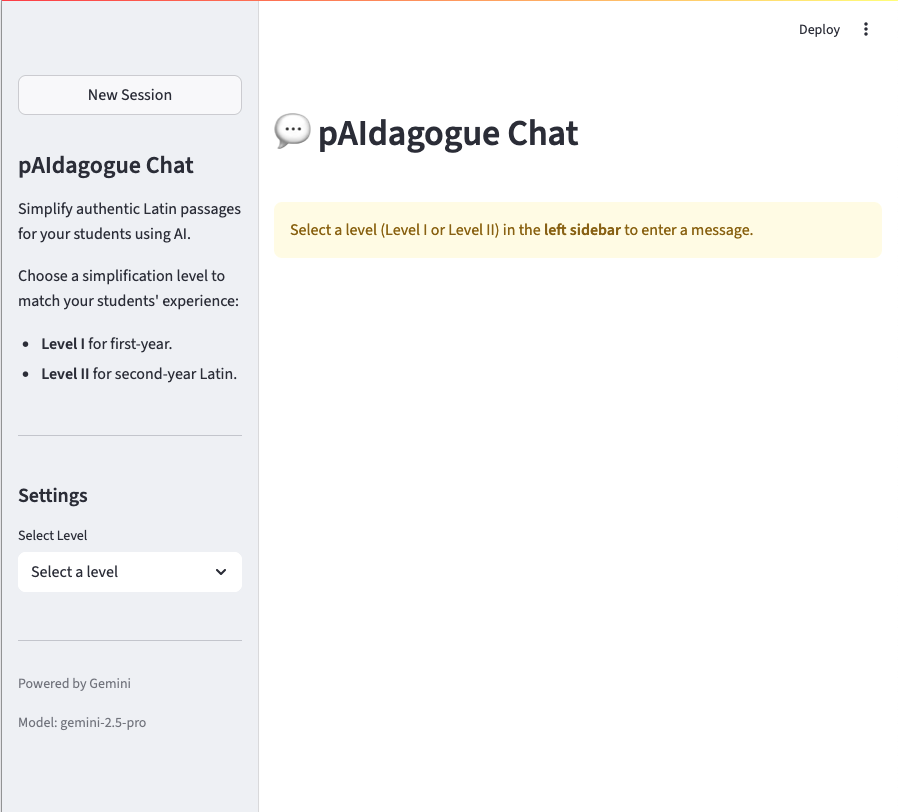 Deploy
New Session
pAIdagogue Chat
Simplify authentic Latin passages
for your students using AI.
Choose a simplification level to
match your students' experience:
• Level I for first-year.
• Level II for second-year Latin.
Settings
Select Level
Select a level
Powered by Gemini
Model: gemini-2.5-pro
💬 pAIdagogue Chat
Select a level (Level I or Level II) in the left sidebar to enter a message.